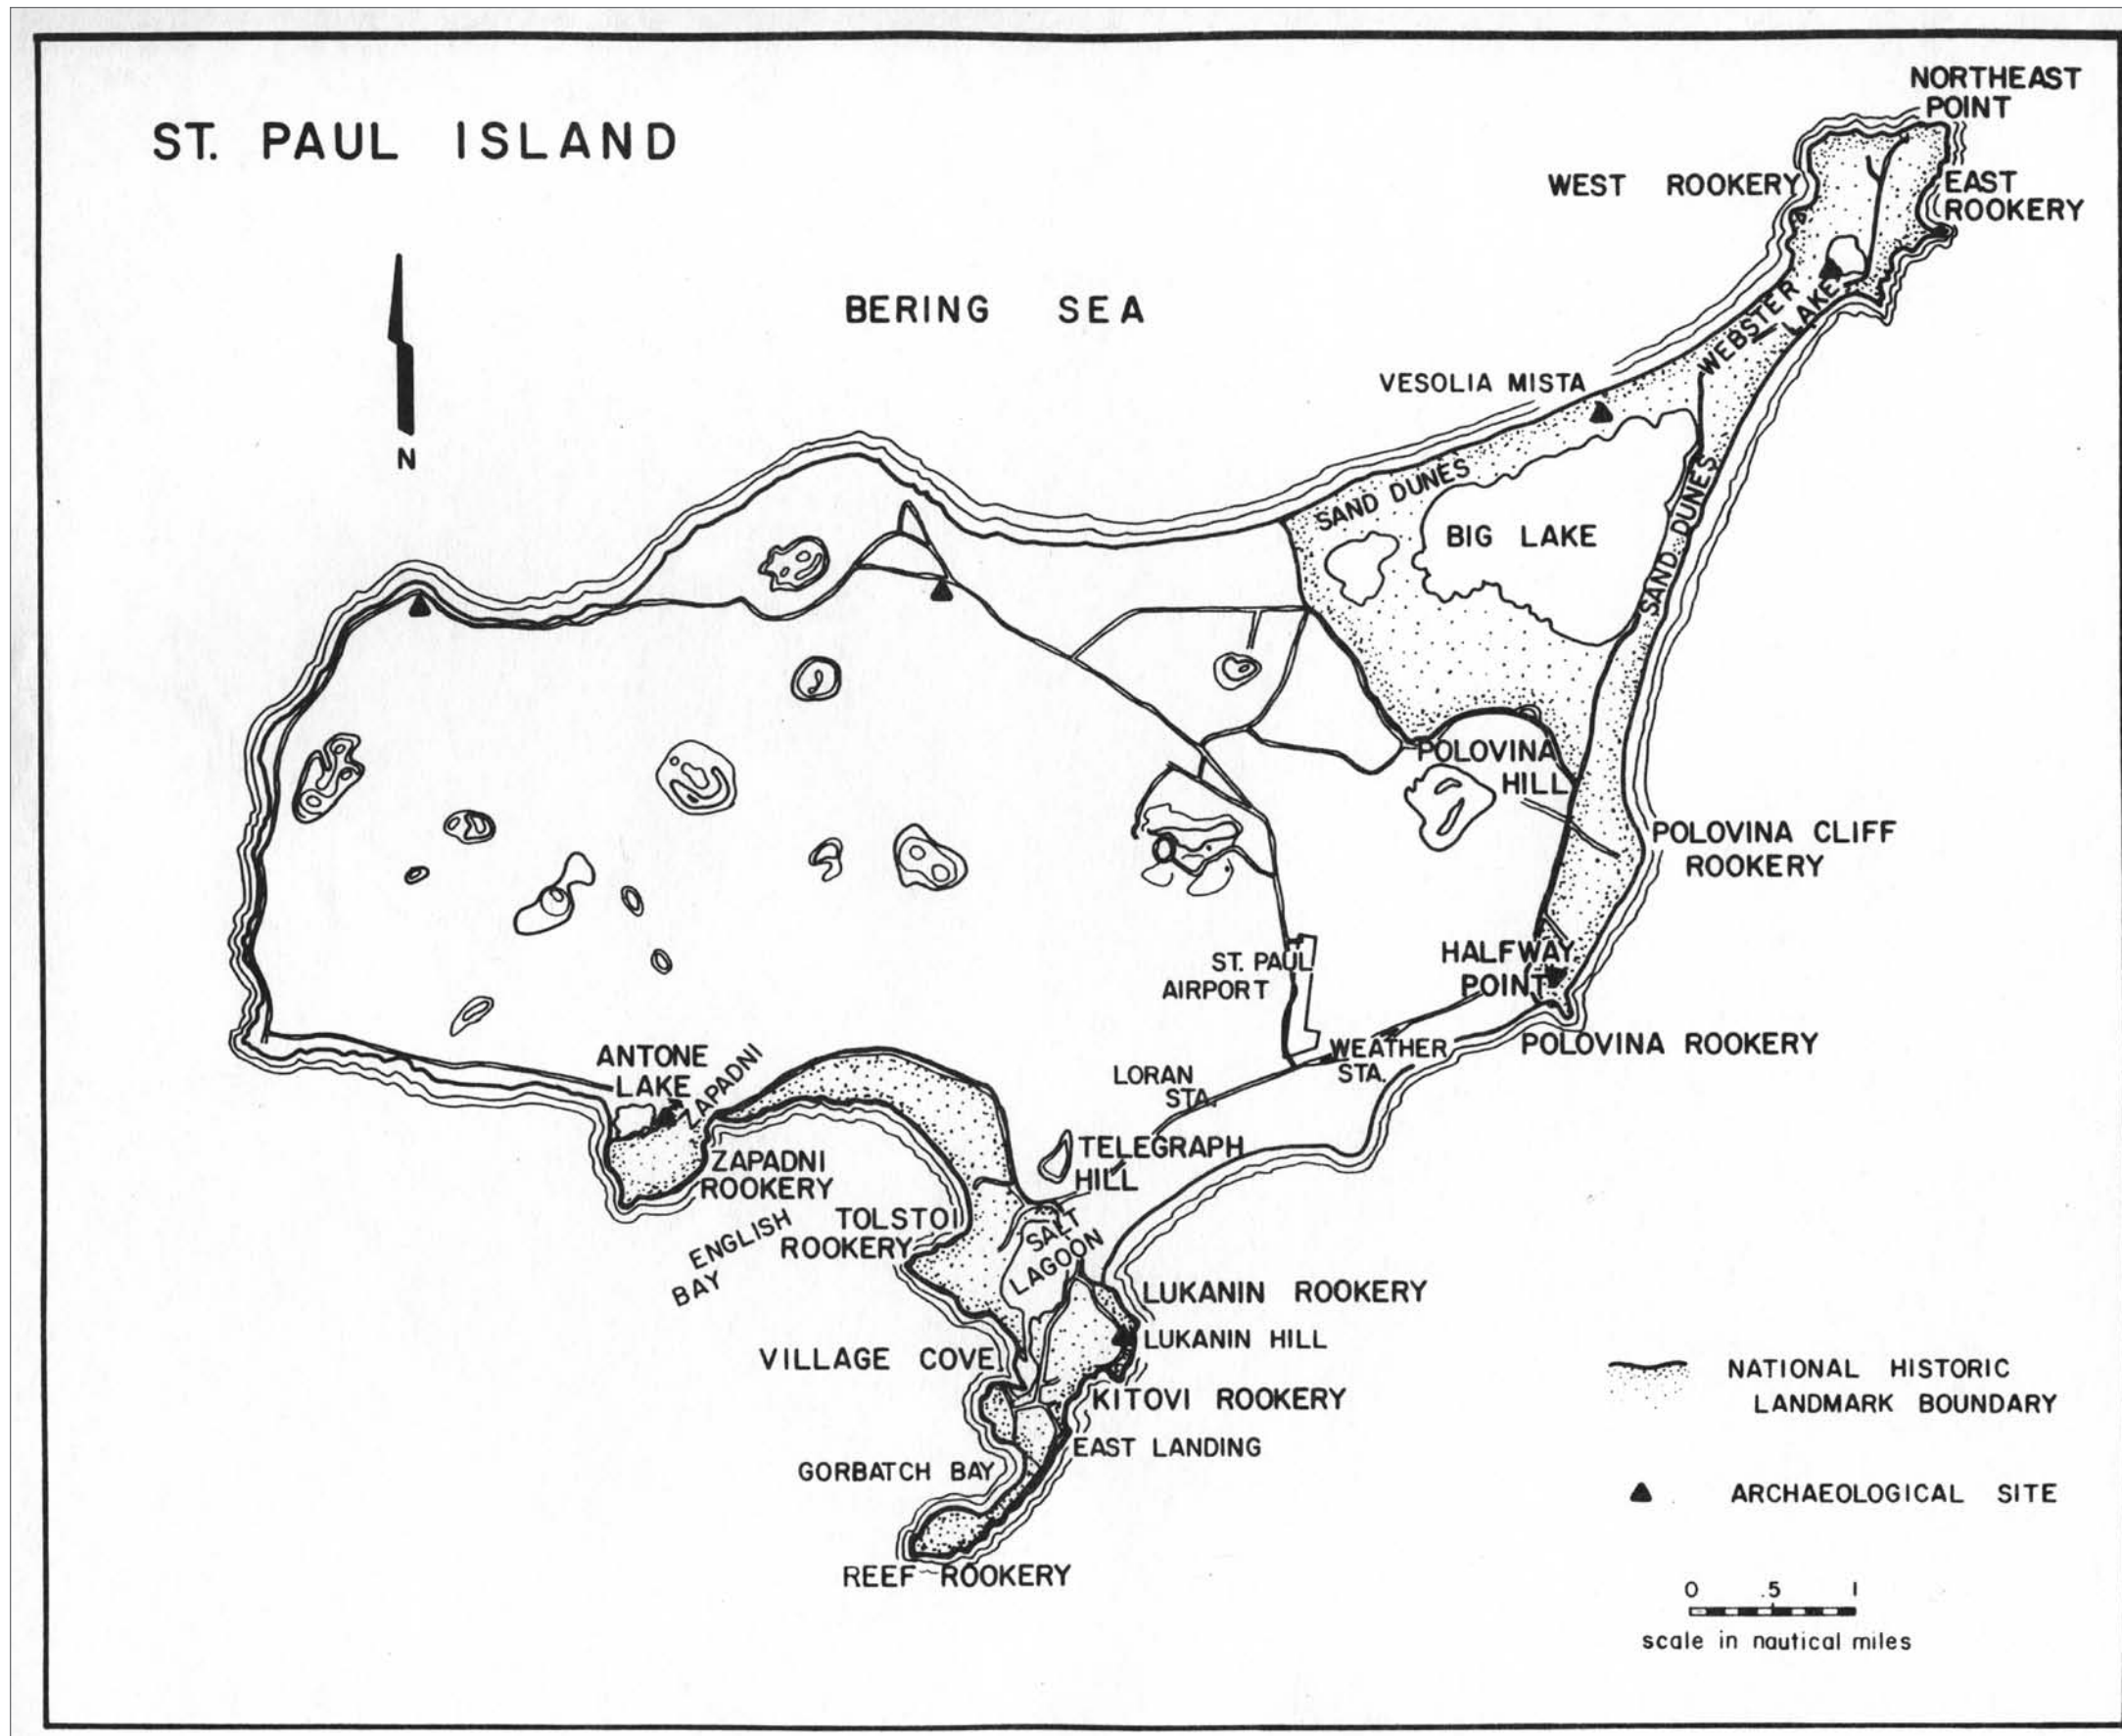 ST. PAUL ISLAND
NORTHEAST
POINT
WEST ROOKERY
EAST
ROOKERY
BERING SEA
N
WEBSTER
LAKE
VESOLIA MISTA
SAND DUNES
BIG LAKE
SAND DUNES
POLOVINA
HILL
POLOVINA CLIFF
ROOKERY
ST. PAUL
AIRPORT
HALFWAY
POINT
POLOVINA ROOKERY
WEATHER
STA.
LORAN
STA.
ANTONE
LAKE
ZAPADNI
ZAPADNI
ROOKERY
TELEGRAPH
HILL
TOLSTOI
ROOKERY
ENGLISH
BAY
SALT
LAGOON
LUKANIN ROOKERY
LUKANIN HILL
VILLAGE COVE
KITOVI ROOKERY
EAST LANDING
GORBATCH BAY
REEF ROOKERY
NATIONAL HISTORIC
LANDMARK BOUNDARY
ARCHAEOLOGICAL SITE
0 .5 1
scale in nautical miles